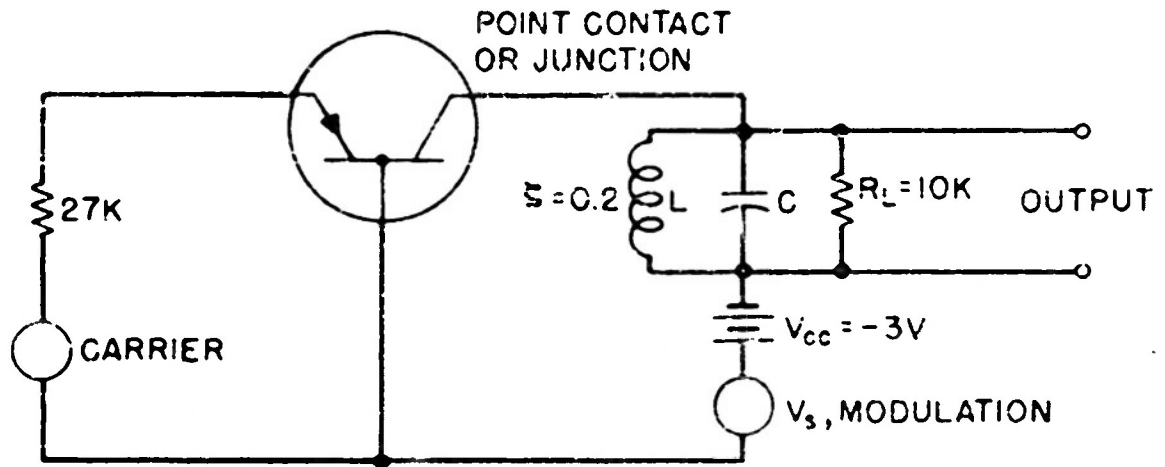 POINT CONTACT
OR JUNCTION
27K
ξ=0.2
L
C
RL=10K
OUTPUT
CARRIER
Vcc=-3V
Vs, MODULATION